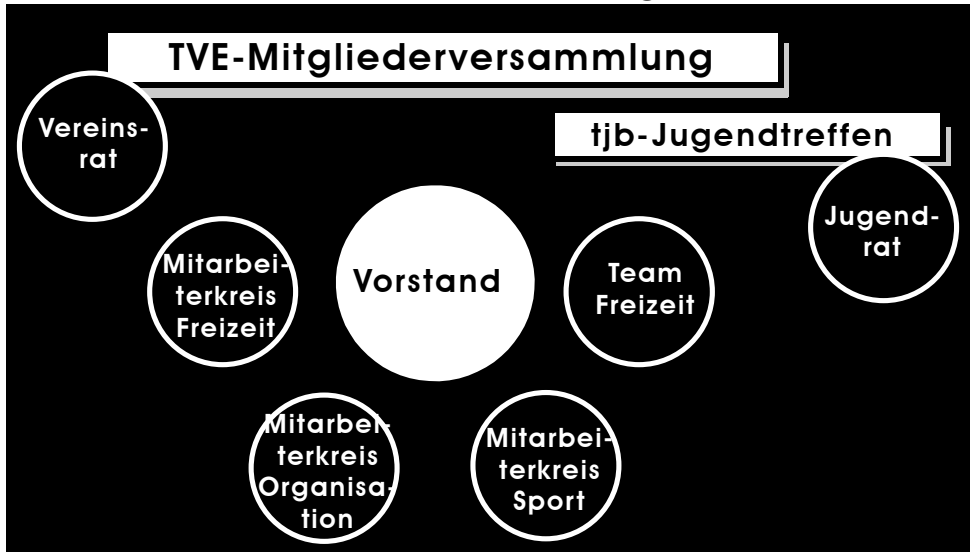 TVE-Mitgliederversammlung
Vereins-
rat
tjb-Jugendtreffen
Jugend-
rat
Mitarbei-
terkreis
Freizeit
Vorstand
Team
Freizeit
Mitarbei-
terkreis
Organisa-
tion
Mitarbei-
terkreis
Sport